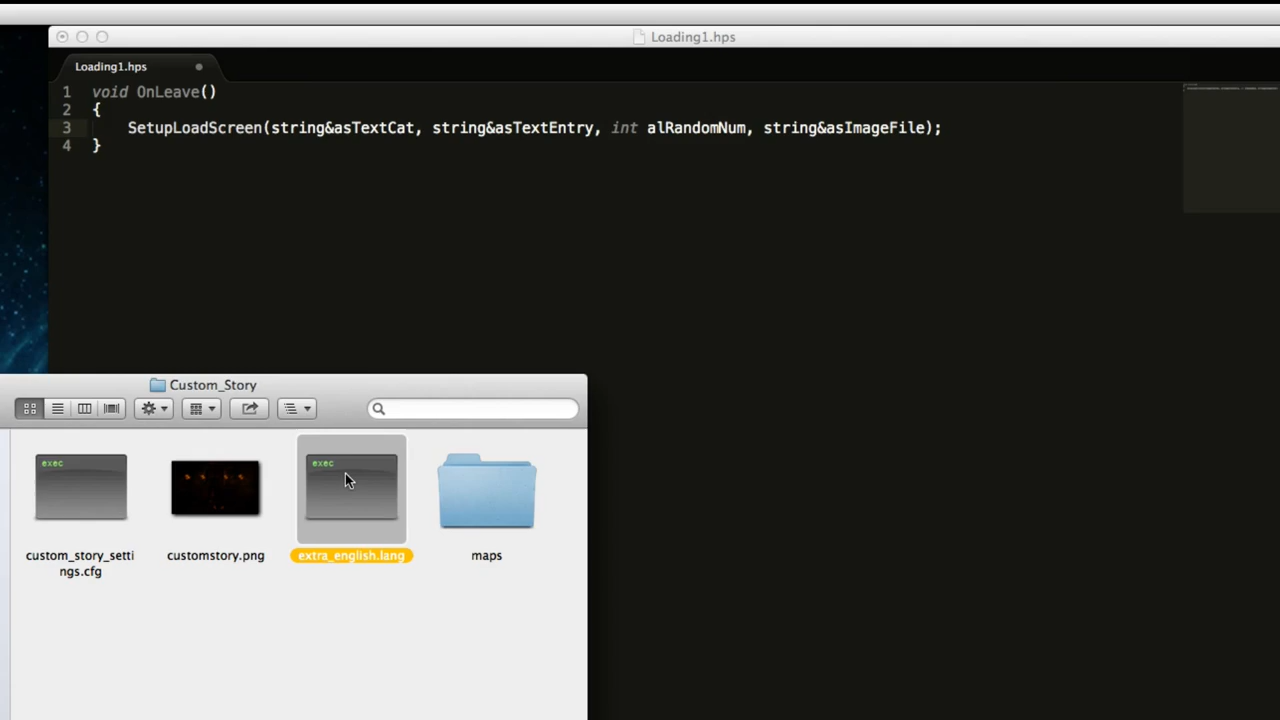 Loading1.hps
Loading1.hps
1 void OnLeave()
2 {
3 SetupLoadScreen(string&asTextCat, string&asTextEntry, int alRandomNum, string&asImageFile);
4 }
Custom_Story
exec
exec
custom_story_setti
ngs.cfg
customstory.png
extra_english.lang
maps